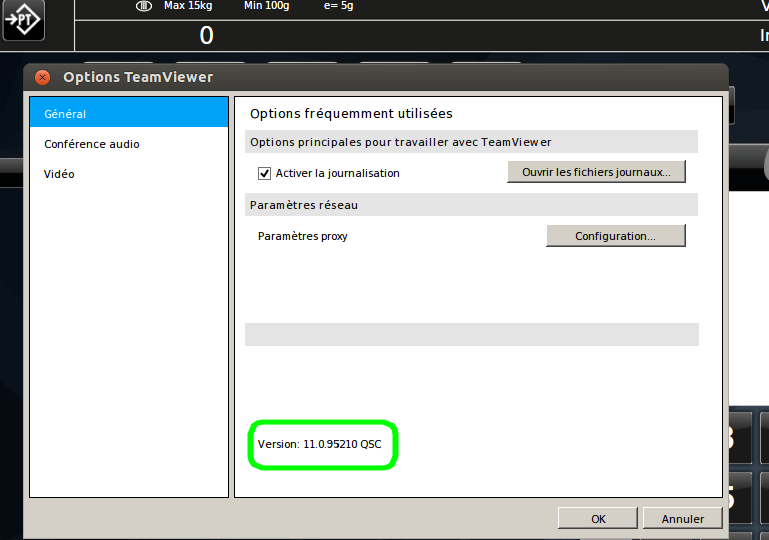 PT
Max 15kg Min 100g e= 5g
0
Options TeamViewer
Général
Conférence audio
Vidéo
Options fréquemment utilisées
Options principales pour travailler avec TeamViewer
Activer la journalisation
Ouvrir les fichiers journaux...
Paramètres réseau
Paramètres proxy
Configuration...
Version: 11.0.95210 QSC
OK
Annuler